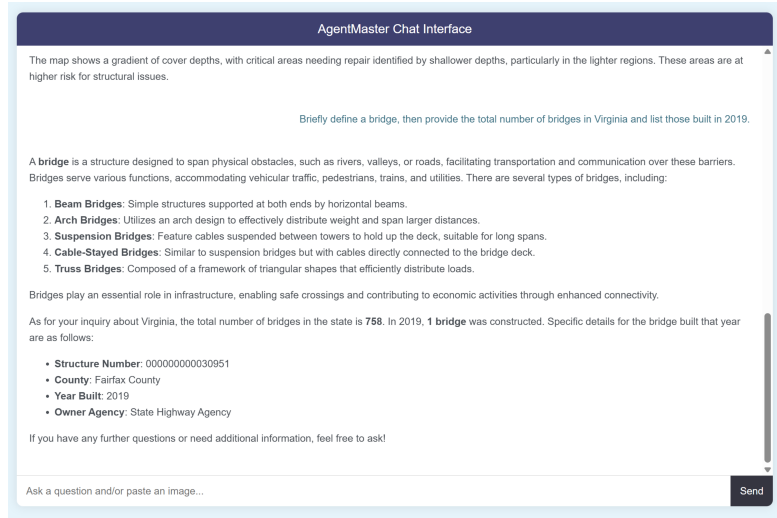 AgentMaster Chat Interface
The map shows a gradient of cover depths, with critical areas needing repair identified by shallower depths, particularly in the lighter regions. These areas are at
higher risk for structural issues.
Briefly define a bridge, then provide the total number of bridges in Virginia and list those built in 2019.
A bridge is a structure designed to span physical obstacles, such as rivers, valleys, or roads, facilitating transportation and communication over these barriers.
Bridges serve various functions, accommodating vehicular traffic, pedestrians, trains, and utilities. There are several types of bridges, including:
1. Beam Bridges: Simple structures supported at both ends by horizontal beams.
2. Arch Bridges: Utilizes an arch design to effectively distribute weight and span larger distances.
3. Suspension Bridges: Feature cables suspended between towers to hold up the deck, suitable for long spans.
4. Cable-Stayed Bridges: Similar to suspension bridges but with cables directly connected to the bridge deck.
5. Truss Bridges: Composed of a framework of triangular shapes that efficiently distribute loads.
Bridges play an essential role in infrastructure, enabling safe crossings and contributing to economic activities through enhanced connectivity.
As for your inquiry about Virginia, the total number of bridges in the state is 758. In 2019, 1 bridge was constructed. Specific details for the bridge built that year
are as follows:
• Structure Number: 000000000030951
• County: Fairfax County
• Year Built: 2019
• Owner Agency: State Highway Agency
If you have any further questions or need additional information, feel free to ask!
Ask a question and/or paste an image...
Send